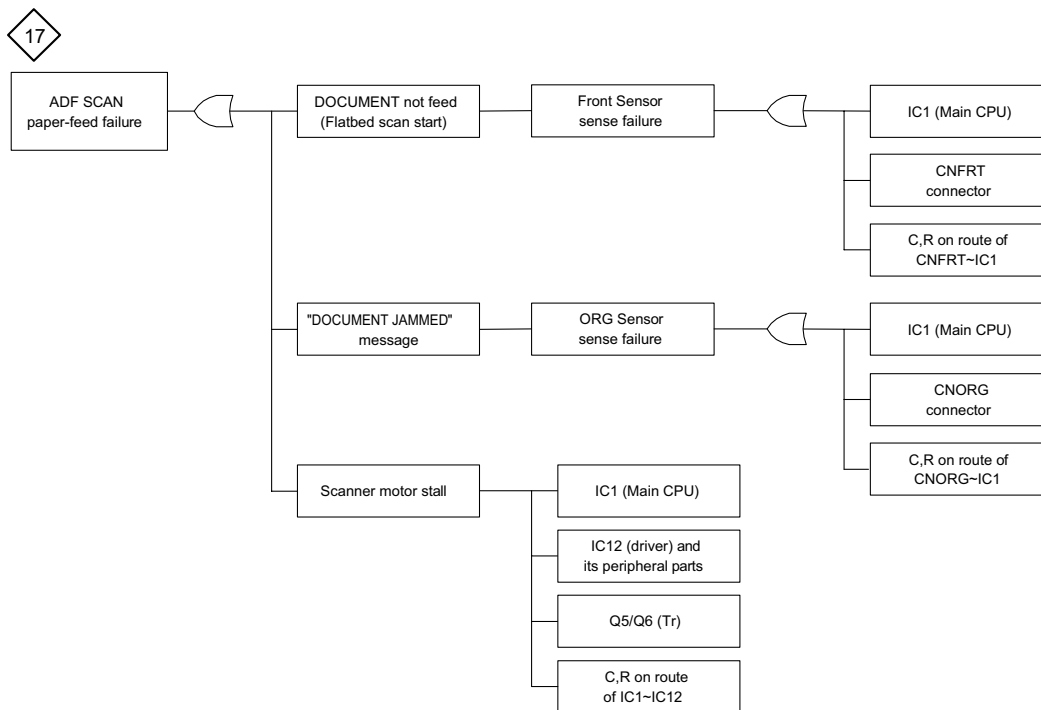 17
ADF SCAN
paper-feed failure
DOCUMENT not feed
(Flatbed scan start)
Front Sensor
sense failure
IC1 (Main CPU)
CNFRT
connector
C,R on route of
CNFRT~IC1
"DOCUMENT JAMMED"
message
ORG Sensor
sense failure
IC1 (Main CPU)
CNORG
connector
C,R on route of
CNORG~IC1
Scanner motor stall
IC1 (Main CPU)
IC12 (driver) and
its peripheral parts
Q5/Q6 (Tr)
C,R on route
of IC1~IC12